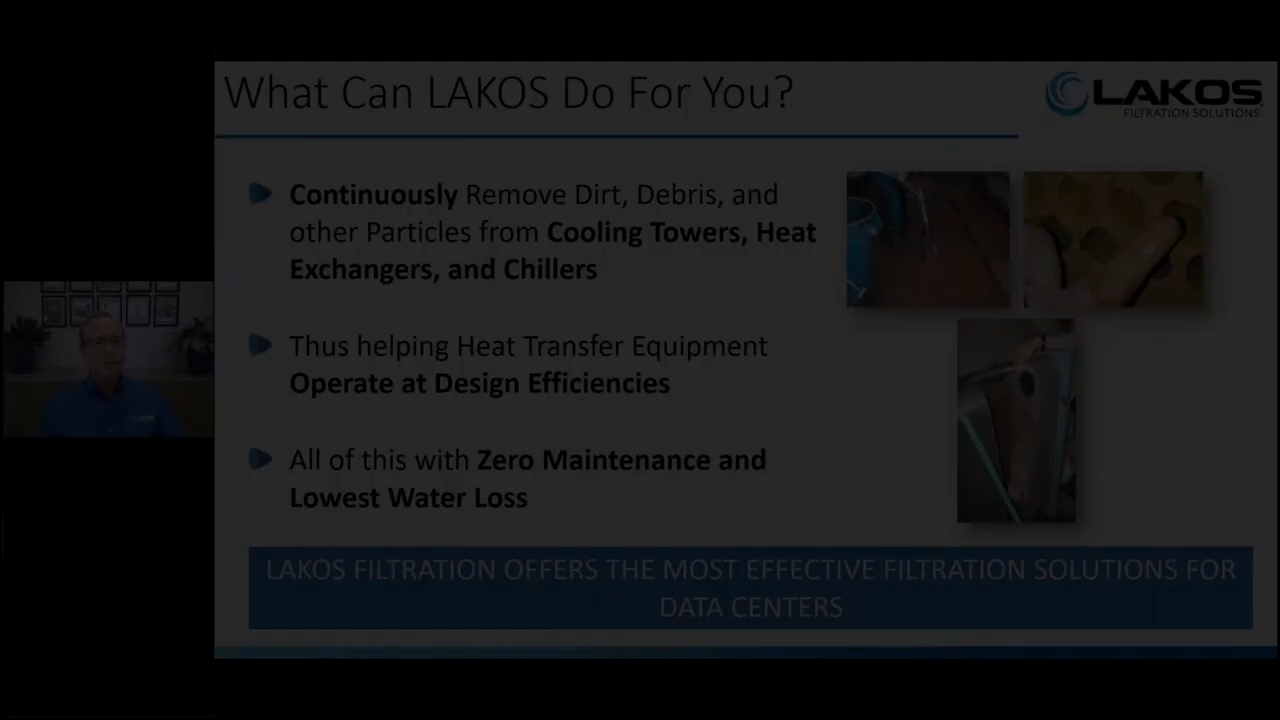 What Can LAKOS Do For You?
LAKOS
FILTRATION SOLUTIONS
Continuously Remove Dirt, Debris, and
other Particles from Cooling Towers, Heat
Exchangers, and Chillers
Thus helping Heat Transfer Equipment
Operate at Design Efficiencies
All of this with Zero Maintenance and
Lowest Water Loss
LAKOS FILTRATION OFFERS THE MOST EFFECTIVE FILTRATION SOLUTIONS FOR
DATA CENTERS